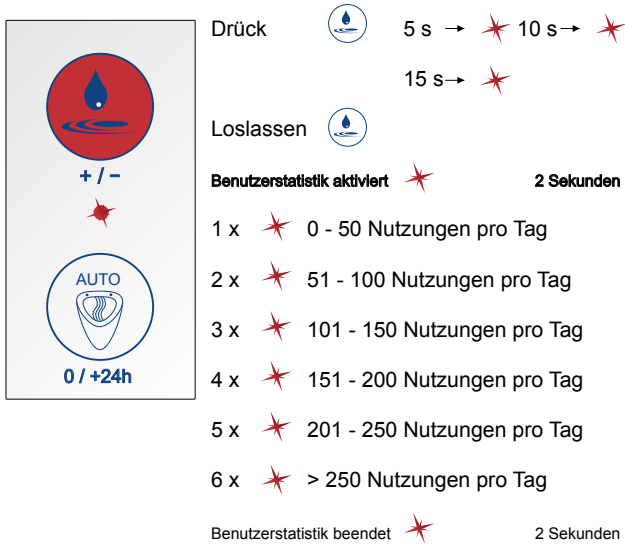 + / −
AUTO
0 / +24h
Drück 5 s → 10 s →
15 s →
Loslassen
Benutzerstatistik aktiviert 2 Sekunden
1 x 0 - 50 Nutzungen pro Tag
2 x 51 - 100 Nutzungen pro Tag
3 x 101 - 150 Nutzungen pro Tag
4 x 151 - 200 Nutzungen pro Tag
5 x 201 - 250 Nutzungen pro Tag
6 x > 250 Nutzungen pro Tag
Benutzerstatistik beendet 2 Sekunden